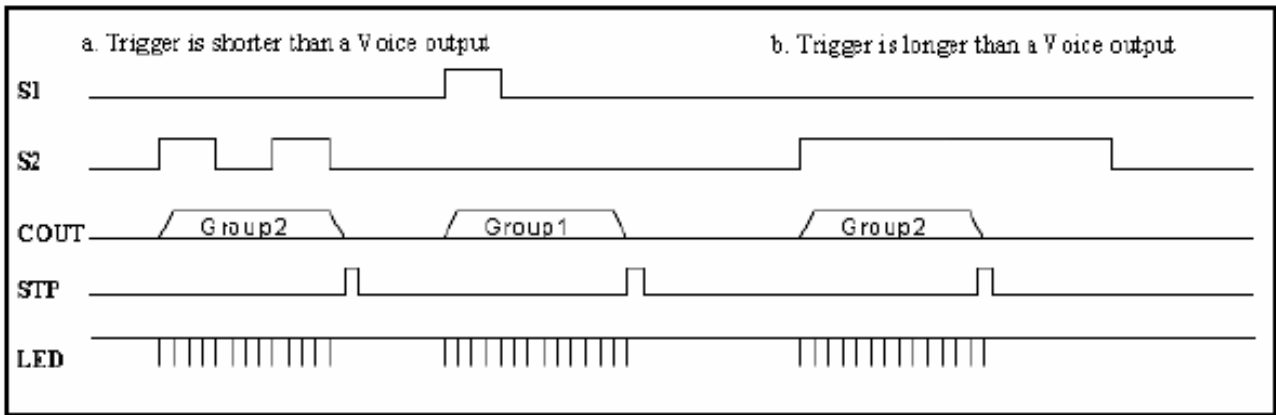 a. Trigger is shorter than a Voice output
b. Trigger is longer than a Voice output
S1
S2
COUT
Group2
Group1
Group2
STP
LED